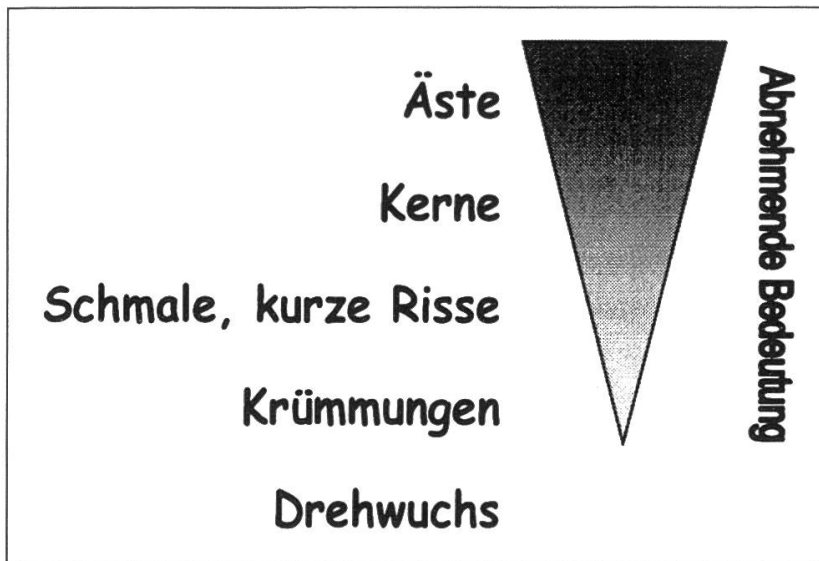 Äste
Kerne
Schmale, kurze Risse
Krümmungen
Drehwuchs
Abnehmende Bedeutung